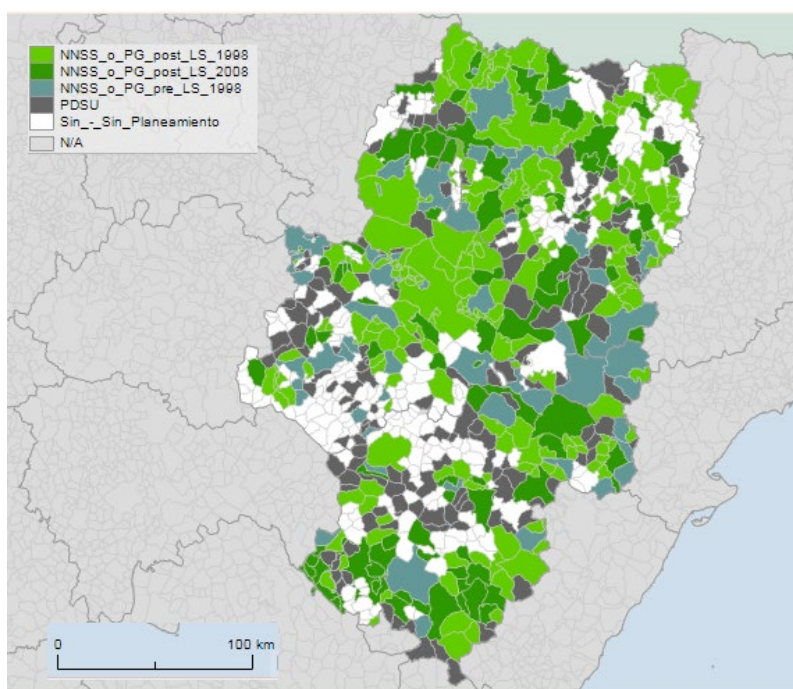 NNSS_o_PG_post_LS_1998
NNSS_o_PG_post_LS_2008
NNSS_o_PG_pre_LS_1998
PDSU
Sin_-_Sin_Planeamiento
N/A
0 100 km